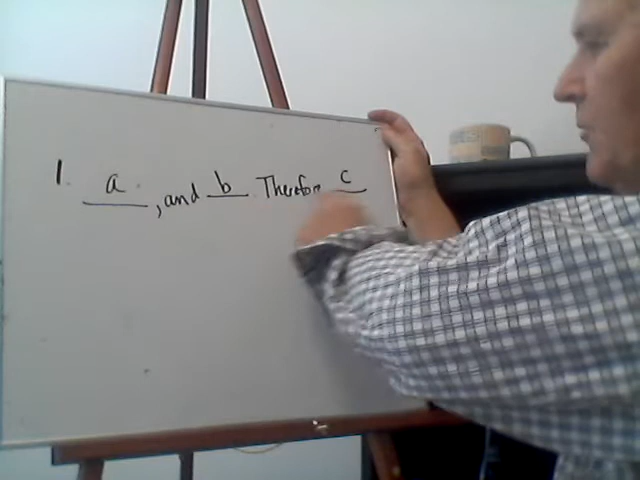 1. a, and b. Therefore c